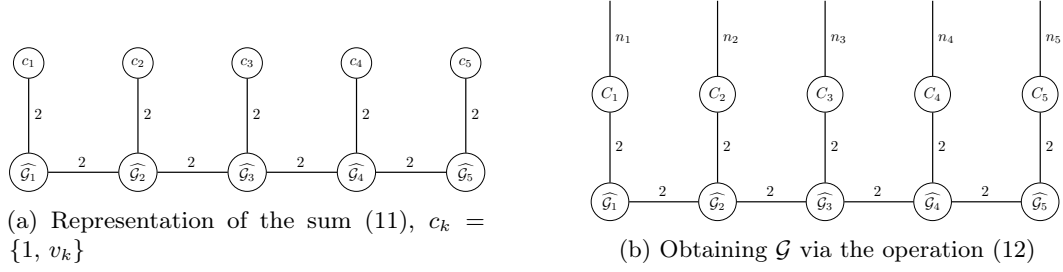 c₁ c₂ c₃ c₄ c₅
2 2 2 2 2
2 2 2 2
𝒢̂₁ 𝒢̂₂ 𝒢̂₃ 𝒢̂₄ 𝒢̂₅
(a) Representation of the sum (11), cₖ =
{1, vₖ}
n₁ n₂ n₃ n₄ n₅
C₁ C₂ C₃ C₄ C₅
2 2 2 2 2
2 2 2 2
𝒢̂₁ 𝒢̂₂ 𝒢̂₃ 𝒢̂₄ 𝒢̂₅
(b) Obtaining 𝒢 via the operation (12)